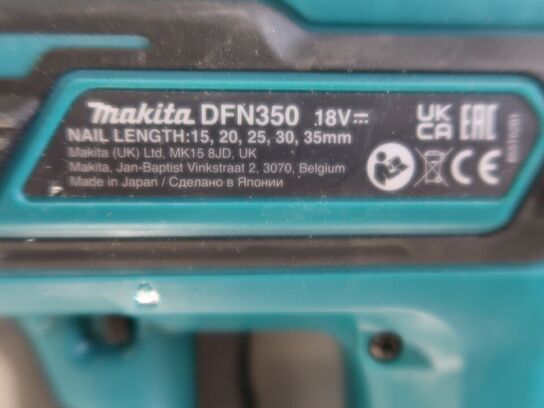 makita DFN350 18V⎓
NAIL LENGTH:15, 20, 25, 30, 35mm
Makita (UK) Ltd. MK15 8JD, UK
Makita, Jan-Baptist Vinkstraat 2, 3070, Belgium
Made in Japan / Сделано в Японии
UK
CA
EAC
CE